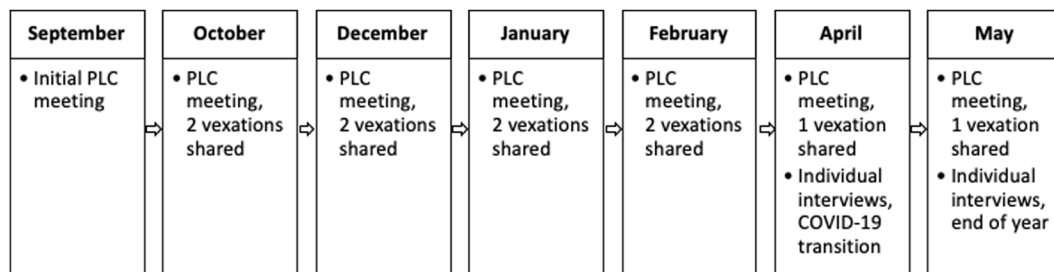 September
• Initial PLC
meeting
October
• PLC
meeting,
2 vexations
shared
December
• PLC
meeting,
2 vexations
shared
January
• PLC
meeting,
2 vexations
shared
February
• PLC
meeting,
2 vexations
shared
April
• PLC
meeting,
1 vexation
shared
• Individual
interviews,
COVID-19
transition
May
• PLC
meeting,
1 vexation
shared
• Individual
interviews,
end of year